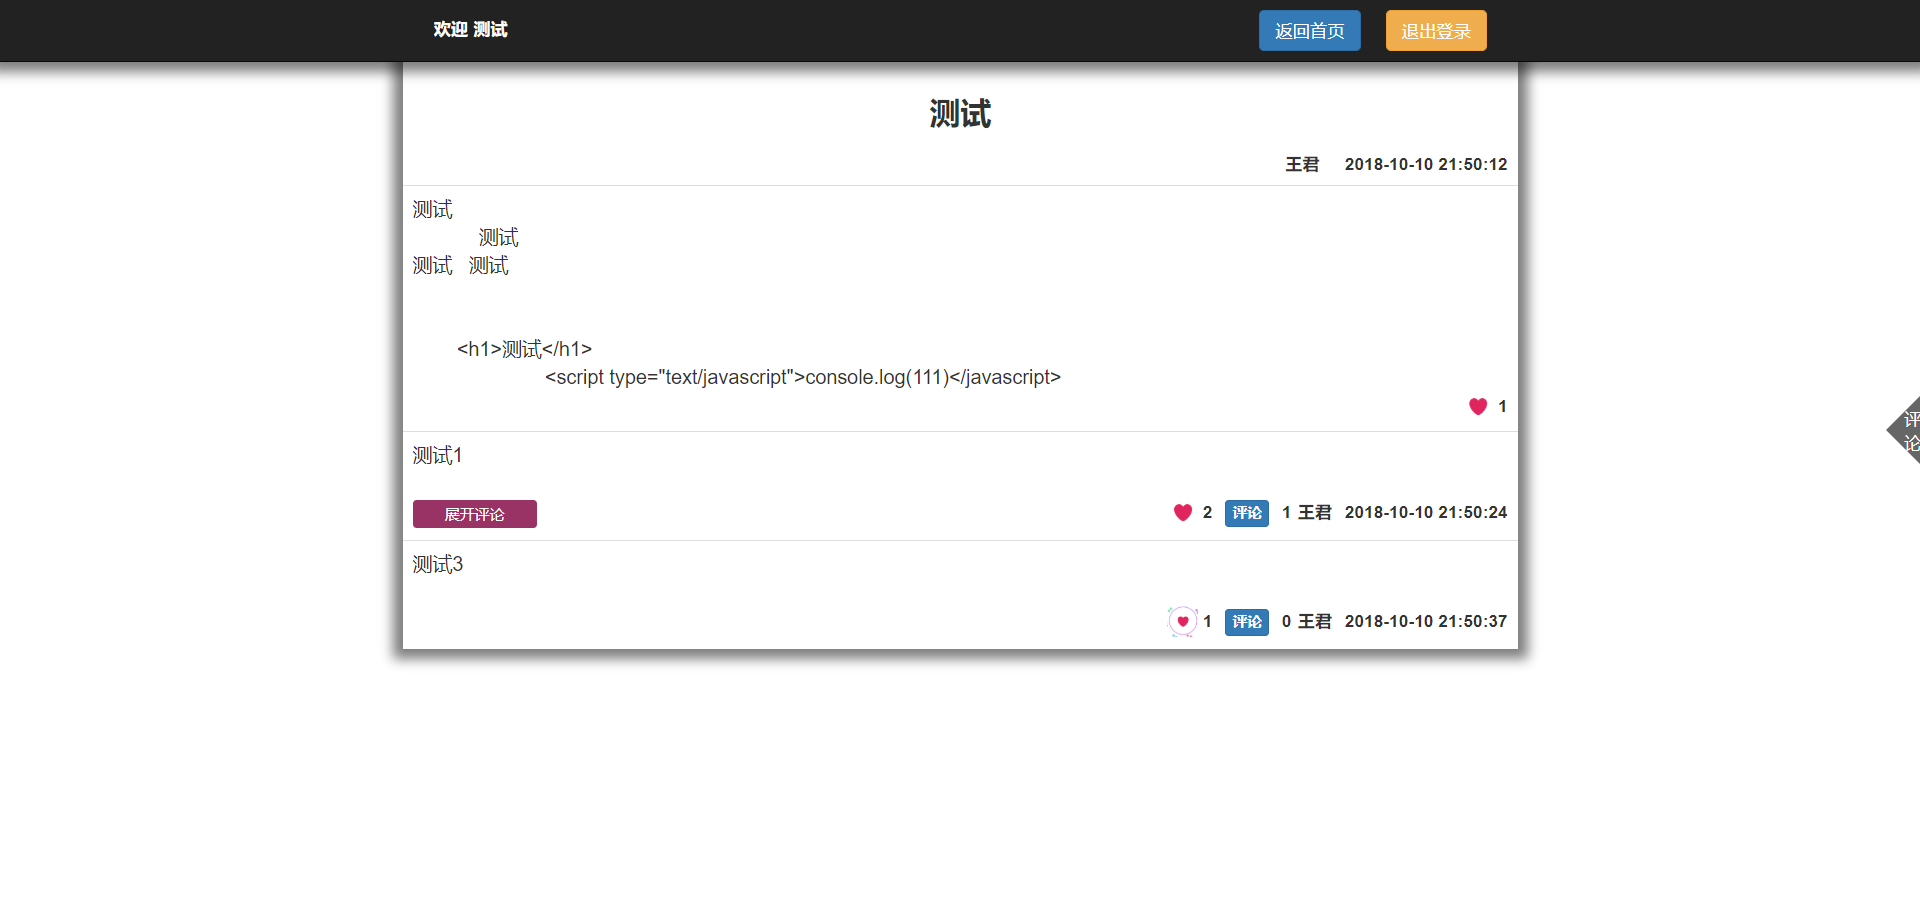 欢迎 测试 返回首页 退出登录
测试
王君 2018-10-10 21:50:12
测试
测试
测试 测试
<h1>测试</h1>
<script type="text/javascript">console.log(111)</javascript>
1
测试1
展开评论 2 评论 1 王君 2018-10-10 21:50:24
测试3
1 评论 0 王君 2018-10-10 21:50:37
评
论